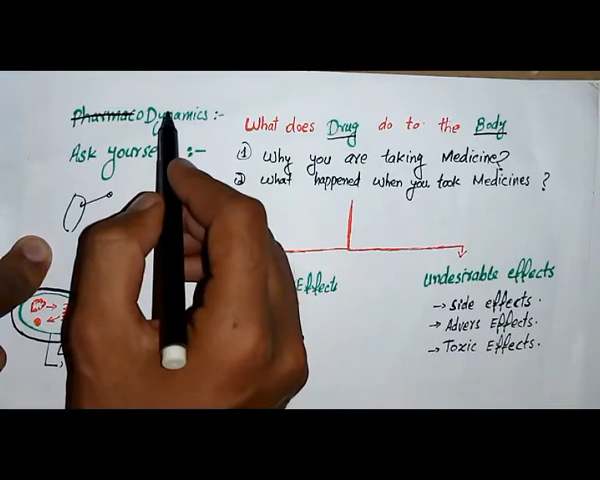 PharmacoDynamics :-
What does Drug do to the Body
Ask yourse :-
① Why you are taking Medicine?
② What happened when you took Medicines ?
Effects
Undesirable effects
→ Side effects.
→ Advers Effects.
→ Toxic Effects.